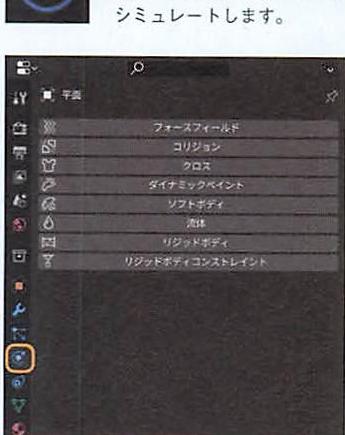 シミュレートします。
平面
フォースフィールド
コリジョン
クロス
ダイナミックペイント
ソフトボディ
流体
リジッドボディ
リジッドボディコンストレイント